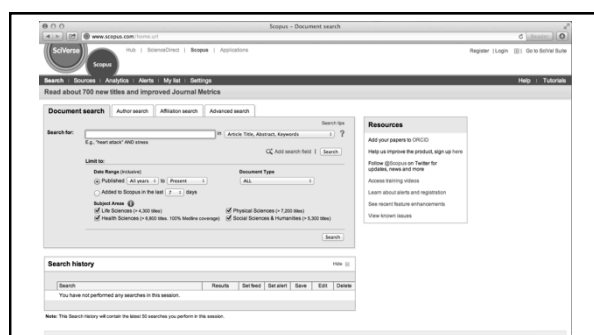 Scopus - Document search
www.scopus.com/home.url
Reader
SciVerse
Scopus
Hub | ScienceDirect | Scopus | Applications
Register | Login Go to SciVal Suite
Search | Sources | Analytics | Alerts | My list | Settings
Help | Tutorials
Read about 700 new titles and improved Journal Metrics
Document search Author search Affiliation search Advanced search
Search tips
Search for: in Article Title, Abstract, Keywords ?
E.g., "heart attack" AND stress
Add search field | Search
Limit to:
Date Range (inclusive) Document Type
Published All years to Present ALL
Added to Scopus in the last 7 days
Subject Areas
Life Sciences (> 4,300 titles) Physical Sciences (> 7,200 titles)
Health Sciences (> 6,800 titles. 100% Medline coverage) Social Sciences & Humanities (> 5,300 titles)
Search
Resources
Add your papers to ORCID
Help us improve the product, sign up here
Follow @Scopus on Twitter for
updates, news and more
Access training videos
Learn about alerts and registration
See recent feature enhancements
View known issues
Search history
Hide
Search Results Set feed Set alert Save Edit Delete
You have not performed any searches in this session.
Note: This Search History will contain the latest 50 searches you perform in this session.